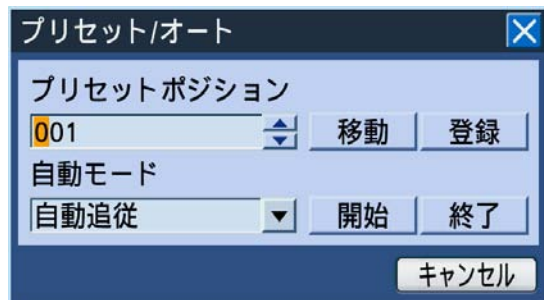 プリセット/オート
プリセットポジション
001 移動 登録
自動モード
自動追従 開始 終了
キャンセル